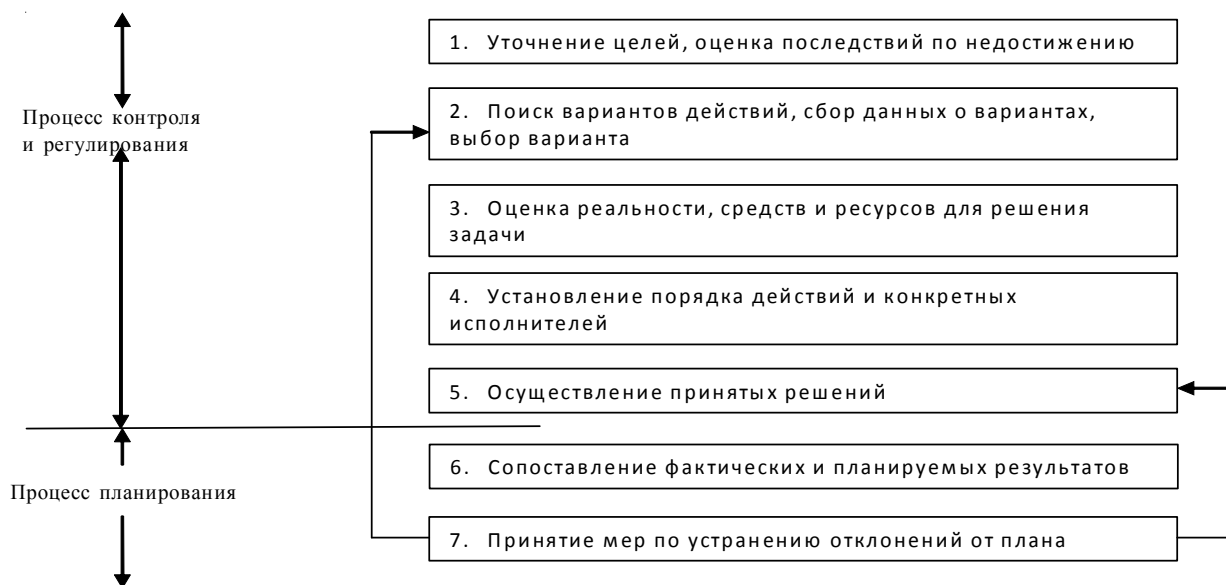 1. Уточнение целей, оценка последствий по недостижению
Процесс контроля
и регулирования
2. Поиск вариантов действий, сбор данных о вариантах,
выбор варианта
3. Оценка реальности, средств и ресурсов для решения
задачи
4. Установление порядка действий и конкретных
исполнителей
5. Осуществление принятых решений
6. Сопоставление фактических и планируемых результатов
Процесс планирования
7. Принятие мер по устранению отклонений от плана